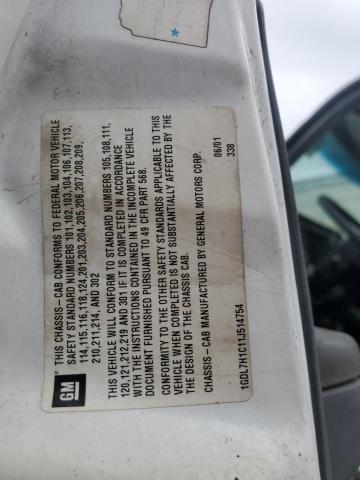 THIS CHASSIS-CAB CONFORMS TO FEDERAL MOTOR VEHICLE
SAFETY STANDARD NUMBERS 101,102,103,104,106,107,113,
114,115,116,118,124,201,203,204,205,206,207,208,209,
210,211,214, AND 302
THIS VEHICLE WILL CONFORM TO STANDARD NUMBERS 105,108,111,
120,121,212,219 AND 301 IF IT IS COMPLETED IN ACCORDANCE
WITH INSTRUCTIONS CONTAINED IN THE INCOMPLETE VEHICLE
DOCUMENT FURNISHED PURSUANT TO 49 CFR PART 568.
CONFORMITY TO THE OTHER SAFETY STANDARDS APPLICABLE TO THIS
VEHICLE WHEN COMPLETED IS NOT SUBSTANTIALLY AFFECTED BY THE
THE DESIGN OF THE CHASSIS CAB.
CHASSIS-CAB MANUFACTURED BY GENERAL MOTORS CORP.
06/01
338
1GDL7H1C11J514754
GM